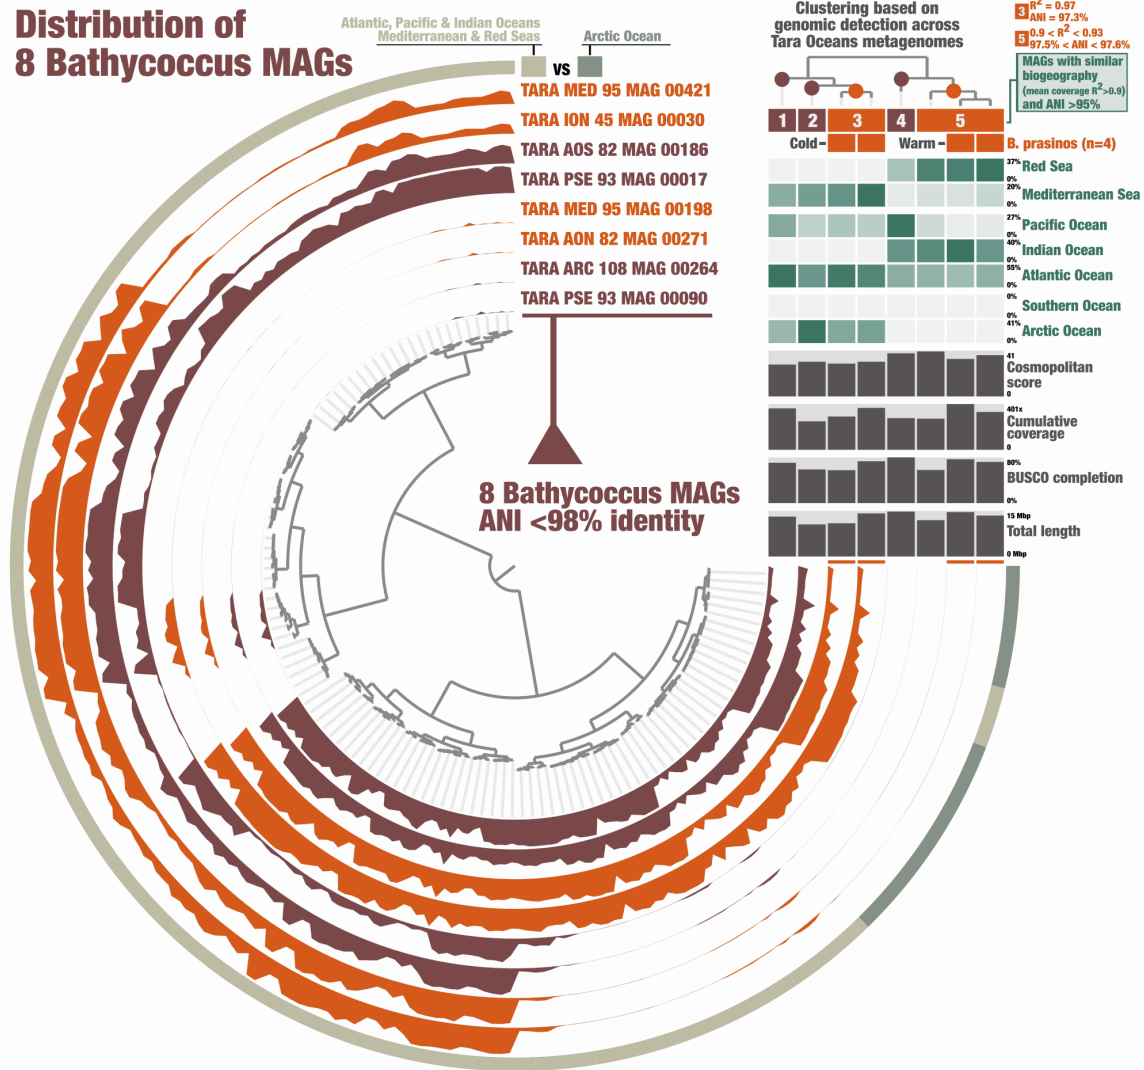 Distribution of
8 Bathycoccus MAGs
Atlantic, Pacific & Indian Oceans
Mediterranean & Red Seas
Arctic Ocean
vs
TARA MED 95 MAG 00421
TARA ION 45 MAG 00030
TARA AOS 82 MAG 00186
TARA PSE 93 MAG 00017
TARA MED 95 MAG 00198
TARA AON 82 MAG 00271
TARA ARC 108 MAG 00264
TARA PSE 93 MAG 00090
8 Bathycoccus MAGs
ANI <98% identity
Clustering based on
genomic detection across
Tara Oceans metagenomes
3 R² = 0.97
ANI = 97.3%
5 0.9 < R² < 0.93
97.5% < ANI < 97.6%
MAGs with similar
biogeography
(mean coverage R²>0.9)
and ANI >95%
1 2 3 4 5
Cold- Warm- B. prasinos (n=4)
37% Red Sea
0%
20% Mediterranean Sea
0%
27% Pacific Ocean
0%
40% Indian Ocean
0%
55% Atlantic Ocean
0%
0% Southern Ocean
0%
41% Arctic Ocean
0%
41
Cosmopolitan
score
0
401x
Cumulative
coverage
0
80%
BUSCO completion
0%
15 Mbp
Total length
0 Mbp